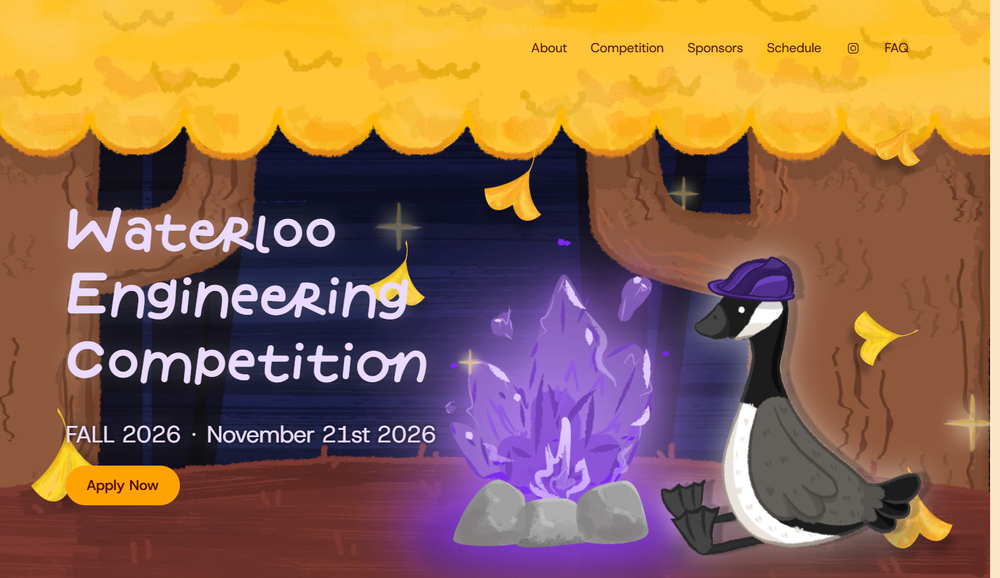 About Competition Sponsors Schedule FAQ
Waterloo
Engineering
Competition
FALL 2026 · November 21st 2026
Apply Now